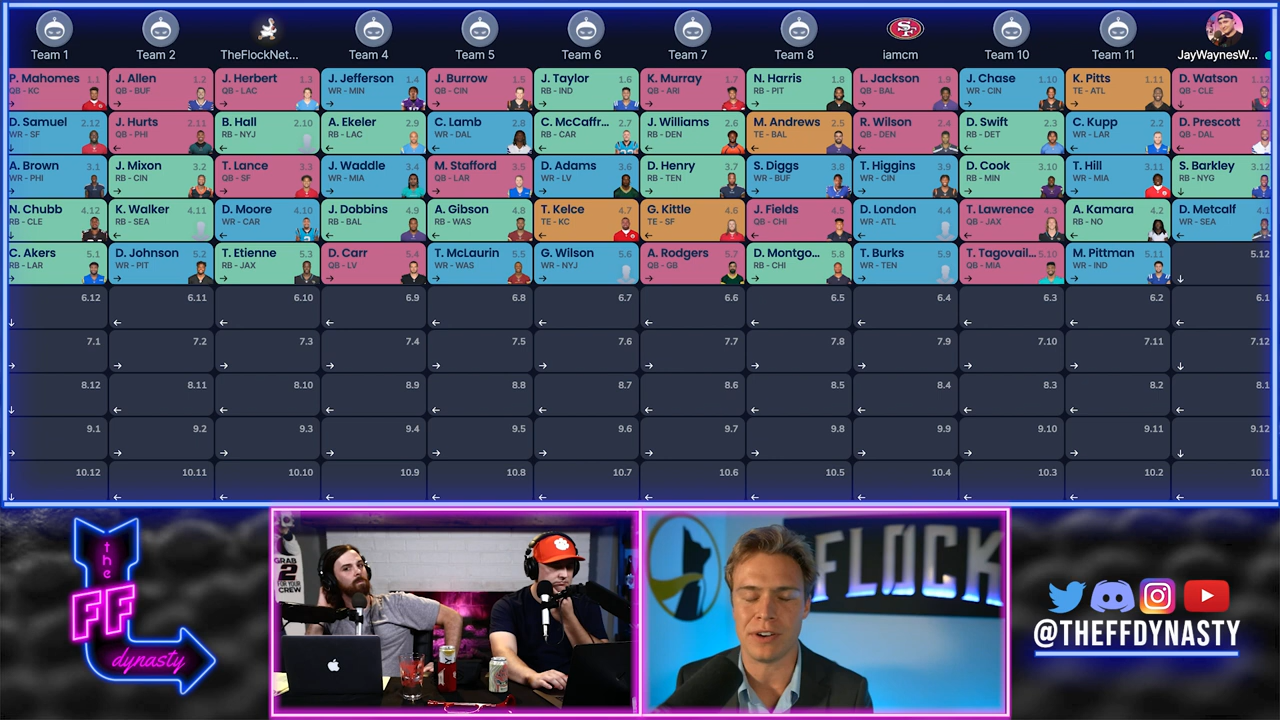 Team 1 Team 2 TheFlockNet... Team 4 Team 5 Team 6 Team 7 Team 8 iamcm Team 10 Team 11 JayWaynesW...
P. Mahomes 1.1 J. Allen 1.2 J. Herbert 1.3 J. Jefferson 1.4 J. Burrow 1.5 J. Taylor 1.6 K. Murray 1.7 N. Harris 1.8 L. Jackson 1.9 J. Chase 1.10 K. Pitts 1.11 D. Watson 1.12
QB - KC QB - BUF QB - LAC WR - MIN QB - CIN RB - IND QB - ARI RB - PIT QB - BAL WR - CIN TE - ATL QB - CLE
D. Samuel 2.12 J. Hurts 2.11 B. Hall 2.10 A. Ekeler 2.9 C. Lamb 2.8 C. McCaffr... 2.7 J. Williams 2.6 M. Andrews 2.5 R. Wilson 2.4 D. Swift 2.3 C. Kupp 2.2 D. Prescott 2.1
WR - SF QB - PHI RB - NYJ RB - LAC WR - DAL RB - CAR RB - DEN TE - BAL QB - DEN RB - DET WR - LAR QB - DAL
A. Brown 3.1 J. Mixon 3.2 T. Lance 3.3 J. Waddle 3.4 M. Stafford 3.5 D. Adams 3.6 D. Henry 3.7 S. Diggs 3.8 T. Higgins 3.9 D. Cook 3.10 T. Hill 3.11 S. Barkley 3.12
WR - PHI RB - CIN QB - SF WR - MIA QB - LAR WR - LV RB - TEN WR - BUF WR - CIN RB - MIN WR - MIA RB - NYG
N. Chubb 4.12 K. Walker 4.11 D. Moore 4.10 J. Dobbins 4.9 A. Gibson 4.8 T. Kelce 4.7 G. Kittle 4.6 J. Fields 4.5 D. London 4.4 T. Lawrence 4.3 A. Kamara 4.2 D. Metcalf 4.1
RB - CLE RB - SEA WR - CAR RB - BAL RB - WAS TE - KC TE - SF QB - CHI WR - ATL QB - JAX RB - NO WR - SEA
C. Akers 5.1 D. Johnson 5.2 T. Etienne 5.3 D. Carr 5.4 T. McLaurin 5.5 G. Wilson 5.6 A. Rodgers 5.7 D. Montgo... 5.8 T. Burks 5.9 T. Tagovail... 5.10 M. Pittman 5.11 5.12
RB - LAR WR - PIT RB - JAX QB - LV WR - WAS WR - NYJ QB - GB RB - CHI WR - TEN QB - MIA WR - IND
6.12 6.11 6.10 6.9 6.8 6.7 6.6 6.5 6.4 6.3 6.2 6.1
7.1 7.2 7.3 7.4 7.5 7.6 7.7 7.8 7.9 7.10 7.11 7.12
8.12 8.11 8.10 8.9 8.8 8.7 8.6 8.5 8.4 8.3 8.2 8.1
9.1 9.2 9.3 9.4 9.5 9.6 9.7 9.8 9.9 9.10 9.11 9.12
10.12 10.11 10.10 10.9 10.8 10.7 10.6 10.5 10.4 10.3 10.2 10.1
the
FF
dynasty
GRAB
2
FOR YOUR
CREW
FLOCK
@THEFFDYNASTY